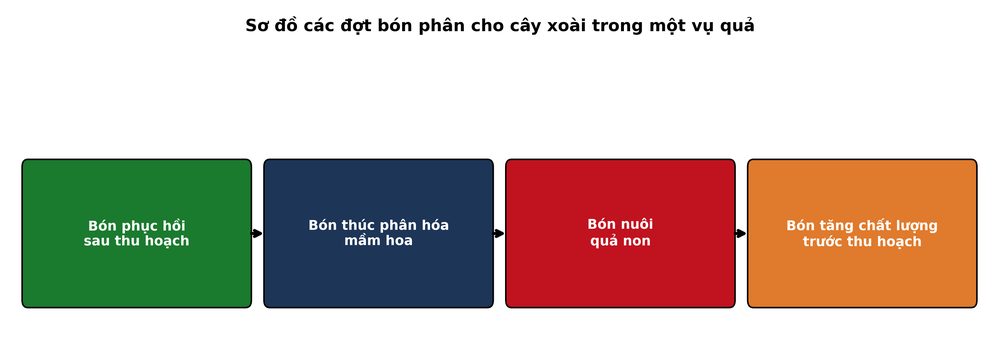 Sơ đồ các đợt bón phân cho cây xoài trong một vụ quả
Bón phục hồi
sau thu hoạch
Bón thúc phân hóa
mầm hoa
Bón nuôi
quả non
Bón tăng chất lượng
trước thu hoạch